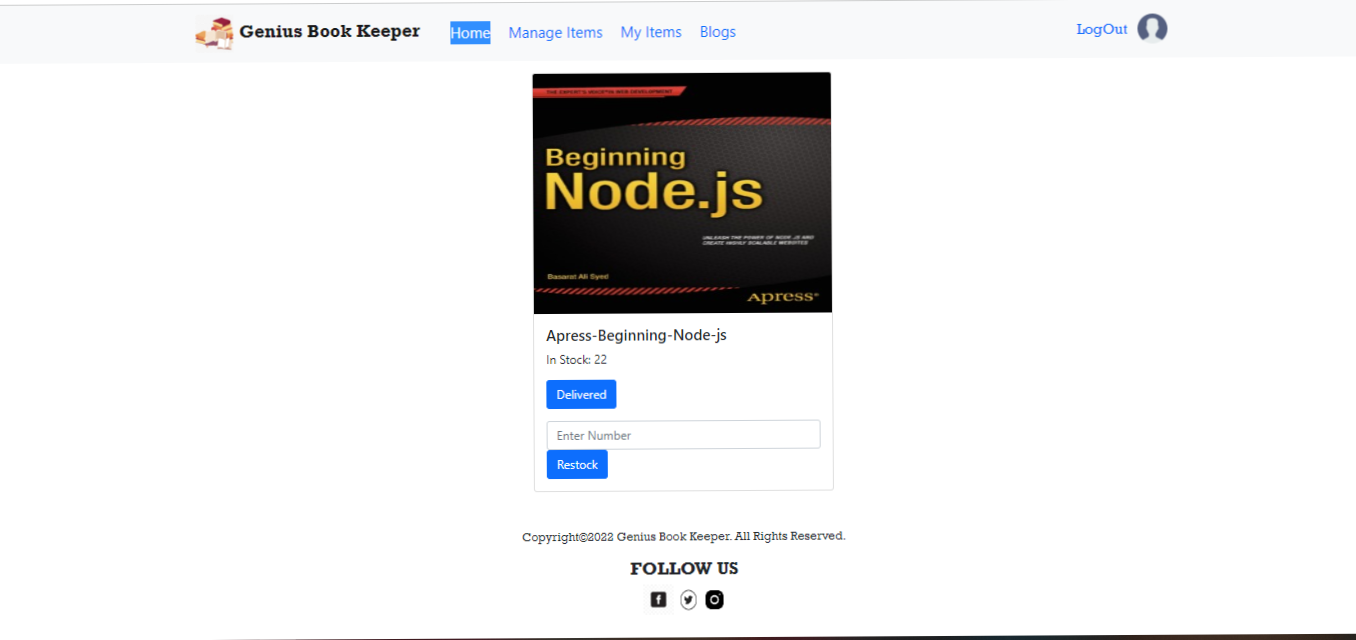 Genius Book Keeper Home Manage Items My Items Blogs LogOut
THE EXPERT'S VOICE® IN WEB DEVELOPMENT
Beginning
Node.js
UNLEASH THE POWER OF NODE.JS AND
CREATE HIGHLY SCALABLE WEBSITES
Basarat Ali Syed
Apress®
Apress-Beginning-Node-js
In Stock: 22
Delivered
Enter Number
Restock
Copyright©2022 Genius Book Keeper. All Rights Reserved.
FOLLOW US